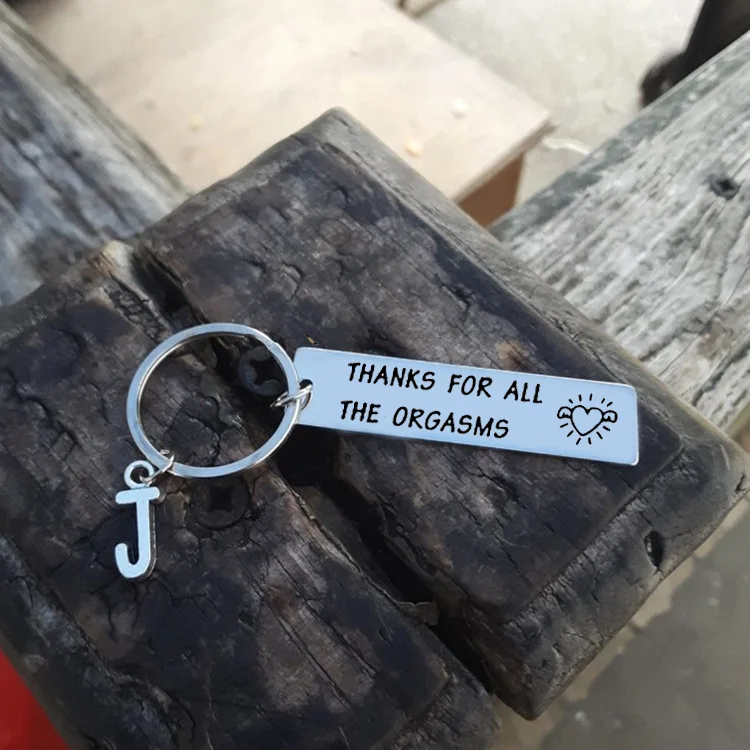 THANKS FOR ALL
THE ORGASMS
J